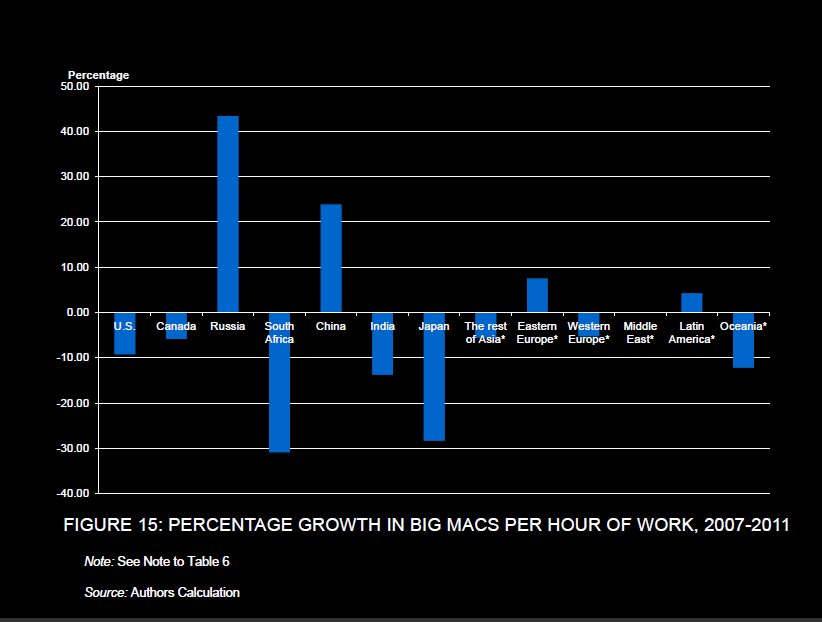 Percentage
50.00
40.00
30.00
20.00
10.00
0.00
-10.00
-20.00
-30.00
-40.00
U.S. Canada Russia South Africa China India Japan The rest of Asia* Eastern Europe* Western Europe* Middle East* Latin America* Oceania*
FIGURE 15: PERCENTAGE GROWTH IN BIG MACS PER HOUR OF WORK, 2007-2011
Note: See Note to Table 6
Source: Authors Calculation